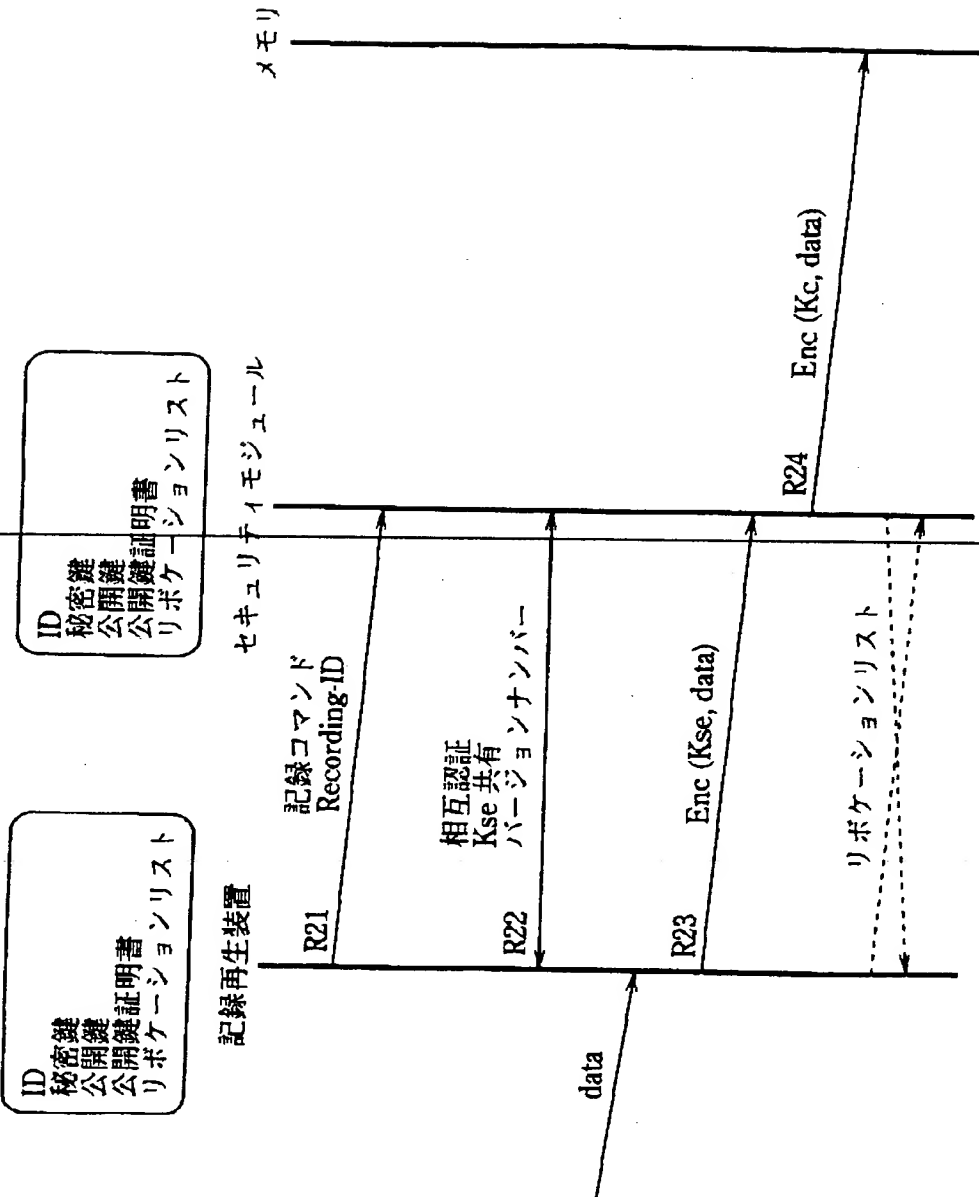 ID
秘密鍵
公開鍵
公開鍵証明書
リボケーションリスト
ID
秘密鍵
公開鍵
公開鍵証明書
リボケーションリスト
記録再生装置
セキュリティモジュール
メモリ
R21
記録コマンド
Recording-ID
R22
相互認証
Kse 共有
バージョンナンバー
data
R23
Enc (Kse, data)
R24
Enc (Kc, data)
リボケーションリスト